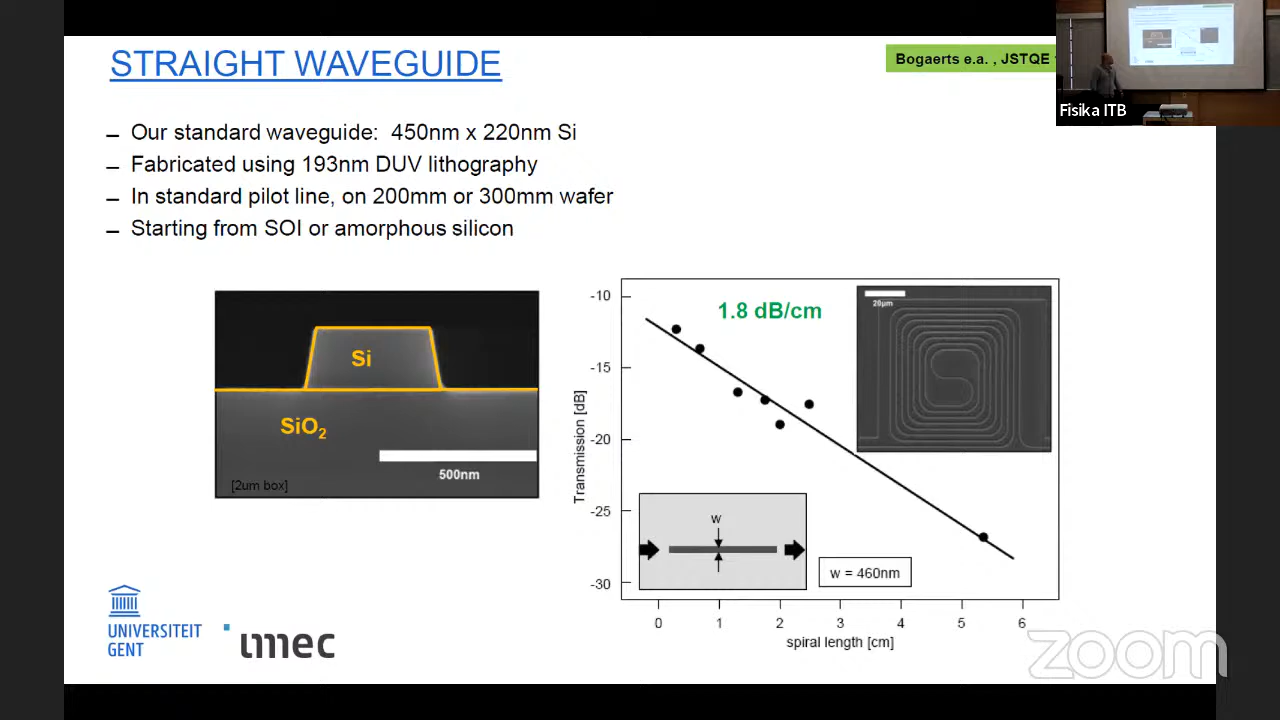 STRAIGHT WAVEGUIDE
Bogaerts e.a. , JSTQE
Fisika ITB
– Our standard waveguide: 450nm x 220nm Si
– Fabricated using 193nm DUV lithography
– In standard pilot line, on 200mm or 300mm wafer
– Starting from SOI or amorphous silicon
Si
SiO2
500nm
[2um box]
1.8 dB/cm
20µm
Transmission [dB]
-10
-15
-20
-25
-30
w
w = 460nm
0 1 2 3 4 5 6
spiral length [cm]
UNIVERSITEIT
GENT
imec
zoom